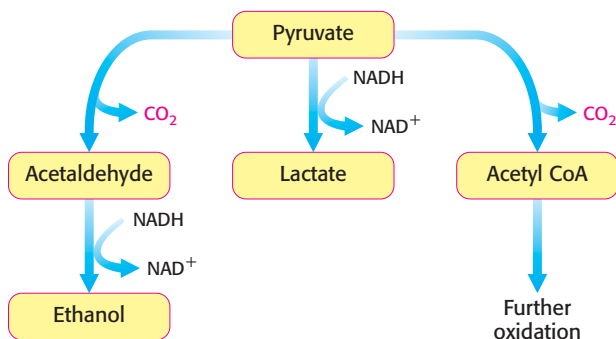 Pyruvate
NADH
CO₂
NAD⁺
CO₂
Acetaldehyde
Lactate
Acetyl CoA
NADH
NAD⁺
Ethanol
Further
oxidation